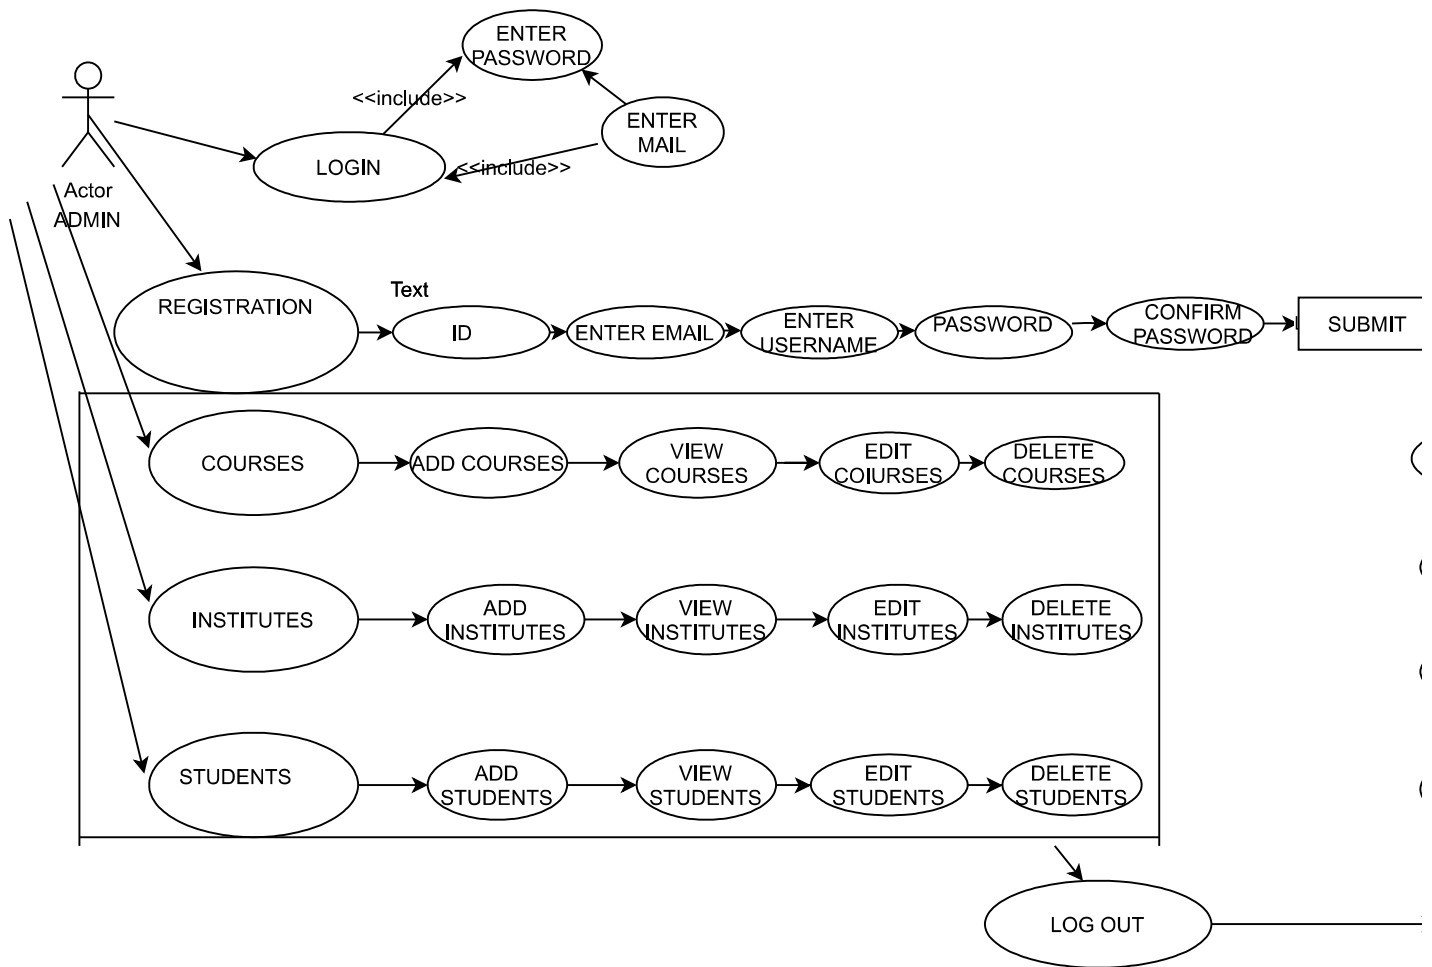 ENTER
PASSWORD
<<include>>
ENTER
MAIL
LOGIN
<<include>>
Actor
ADMIN
REGISTRATION
Text
ID
ENTER EMAIL
ENTER
USERNAME
PASSWORD
CONFIRM
PASSWORD
SUBMIT
COURSES
ADD COURSES
VIEW
COURSES
EDIT
COIURSES
DELETE
COURSES
INSTITUTES
ADD
INSTITUTES
VIEW
INSTITUTES
EDIT
INSTITUTES
DELETE
INSTITUTES
STUDENTS
ADD
STUDENTS
VIEW
STUDENTS
EDIT
STUDENTS
DELETE
STUDENTS
LOG OUT